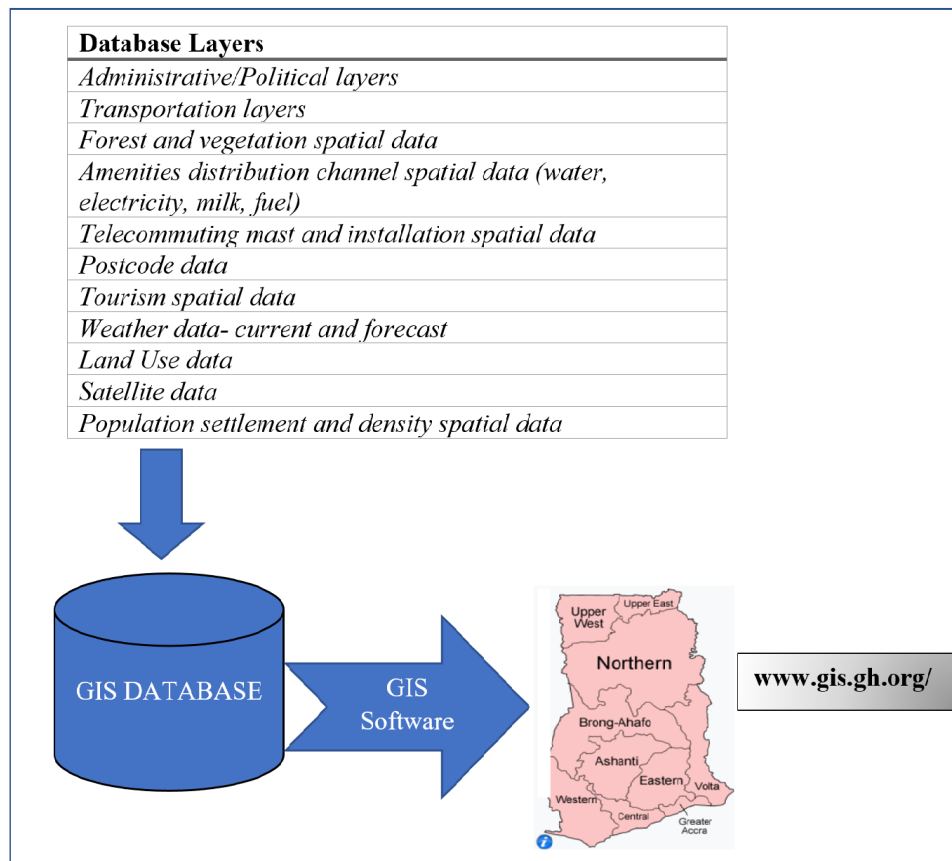 Database Layers
Administrative/Political layers
Transportation layers
Forest and vegetation spatial data
Amenities distribution channel spatial data (water,
electricity, milk, fuel)
Telecommuting mast and installation spatial data
Postcode data
Tourism spatial data
Weather data- current and forecast
Land Use data
Satellite data
Population settlement and density spatial data
GIS DATABASE
GIS
Software
Upper
West
Upper East
Northern
Brong-Ahafo
Ashanti
Eastern
Volta
Western
Central
Greater
Accra
i
www.gis.gh.org/